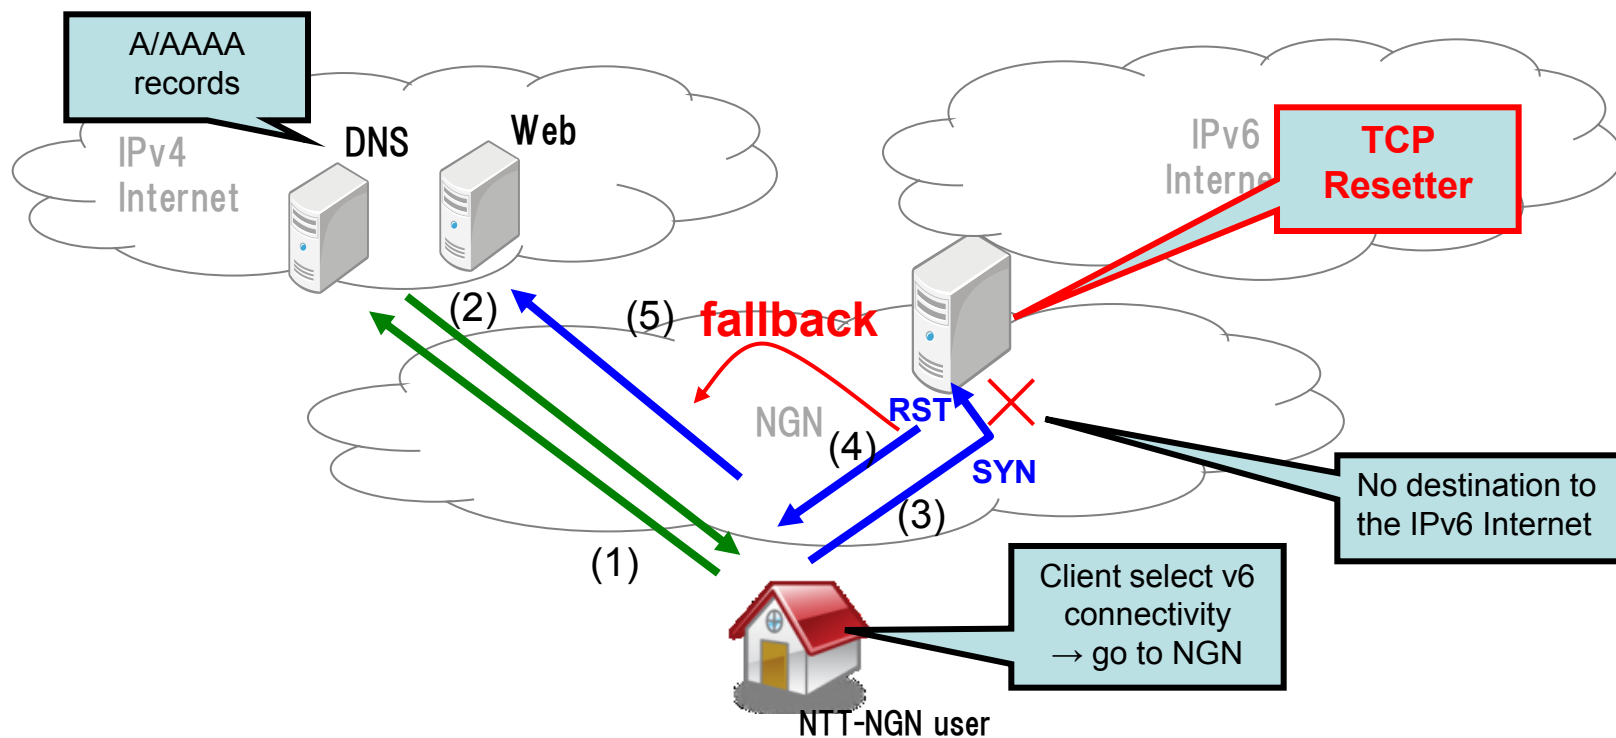 A/AAAA
records
DNS
Web
IPv4
Internet
IPv6
Interne
TCP
Resetter
(2)
(5)
fallback
NGN
RST
(4)
SYN
(3)
(1)
No destination to
the IPv6 Internet
Client select v6
connectivity
→ go to NGN
NTT-NGN user